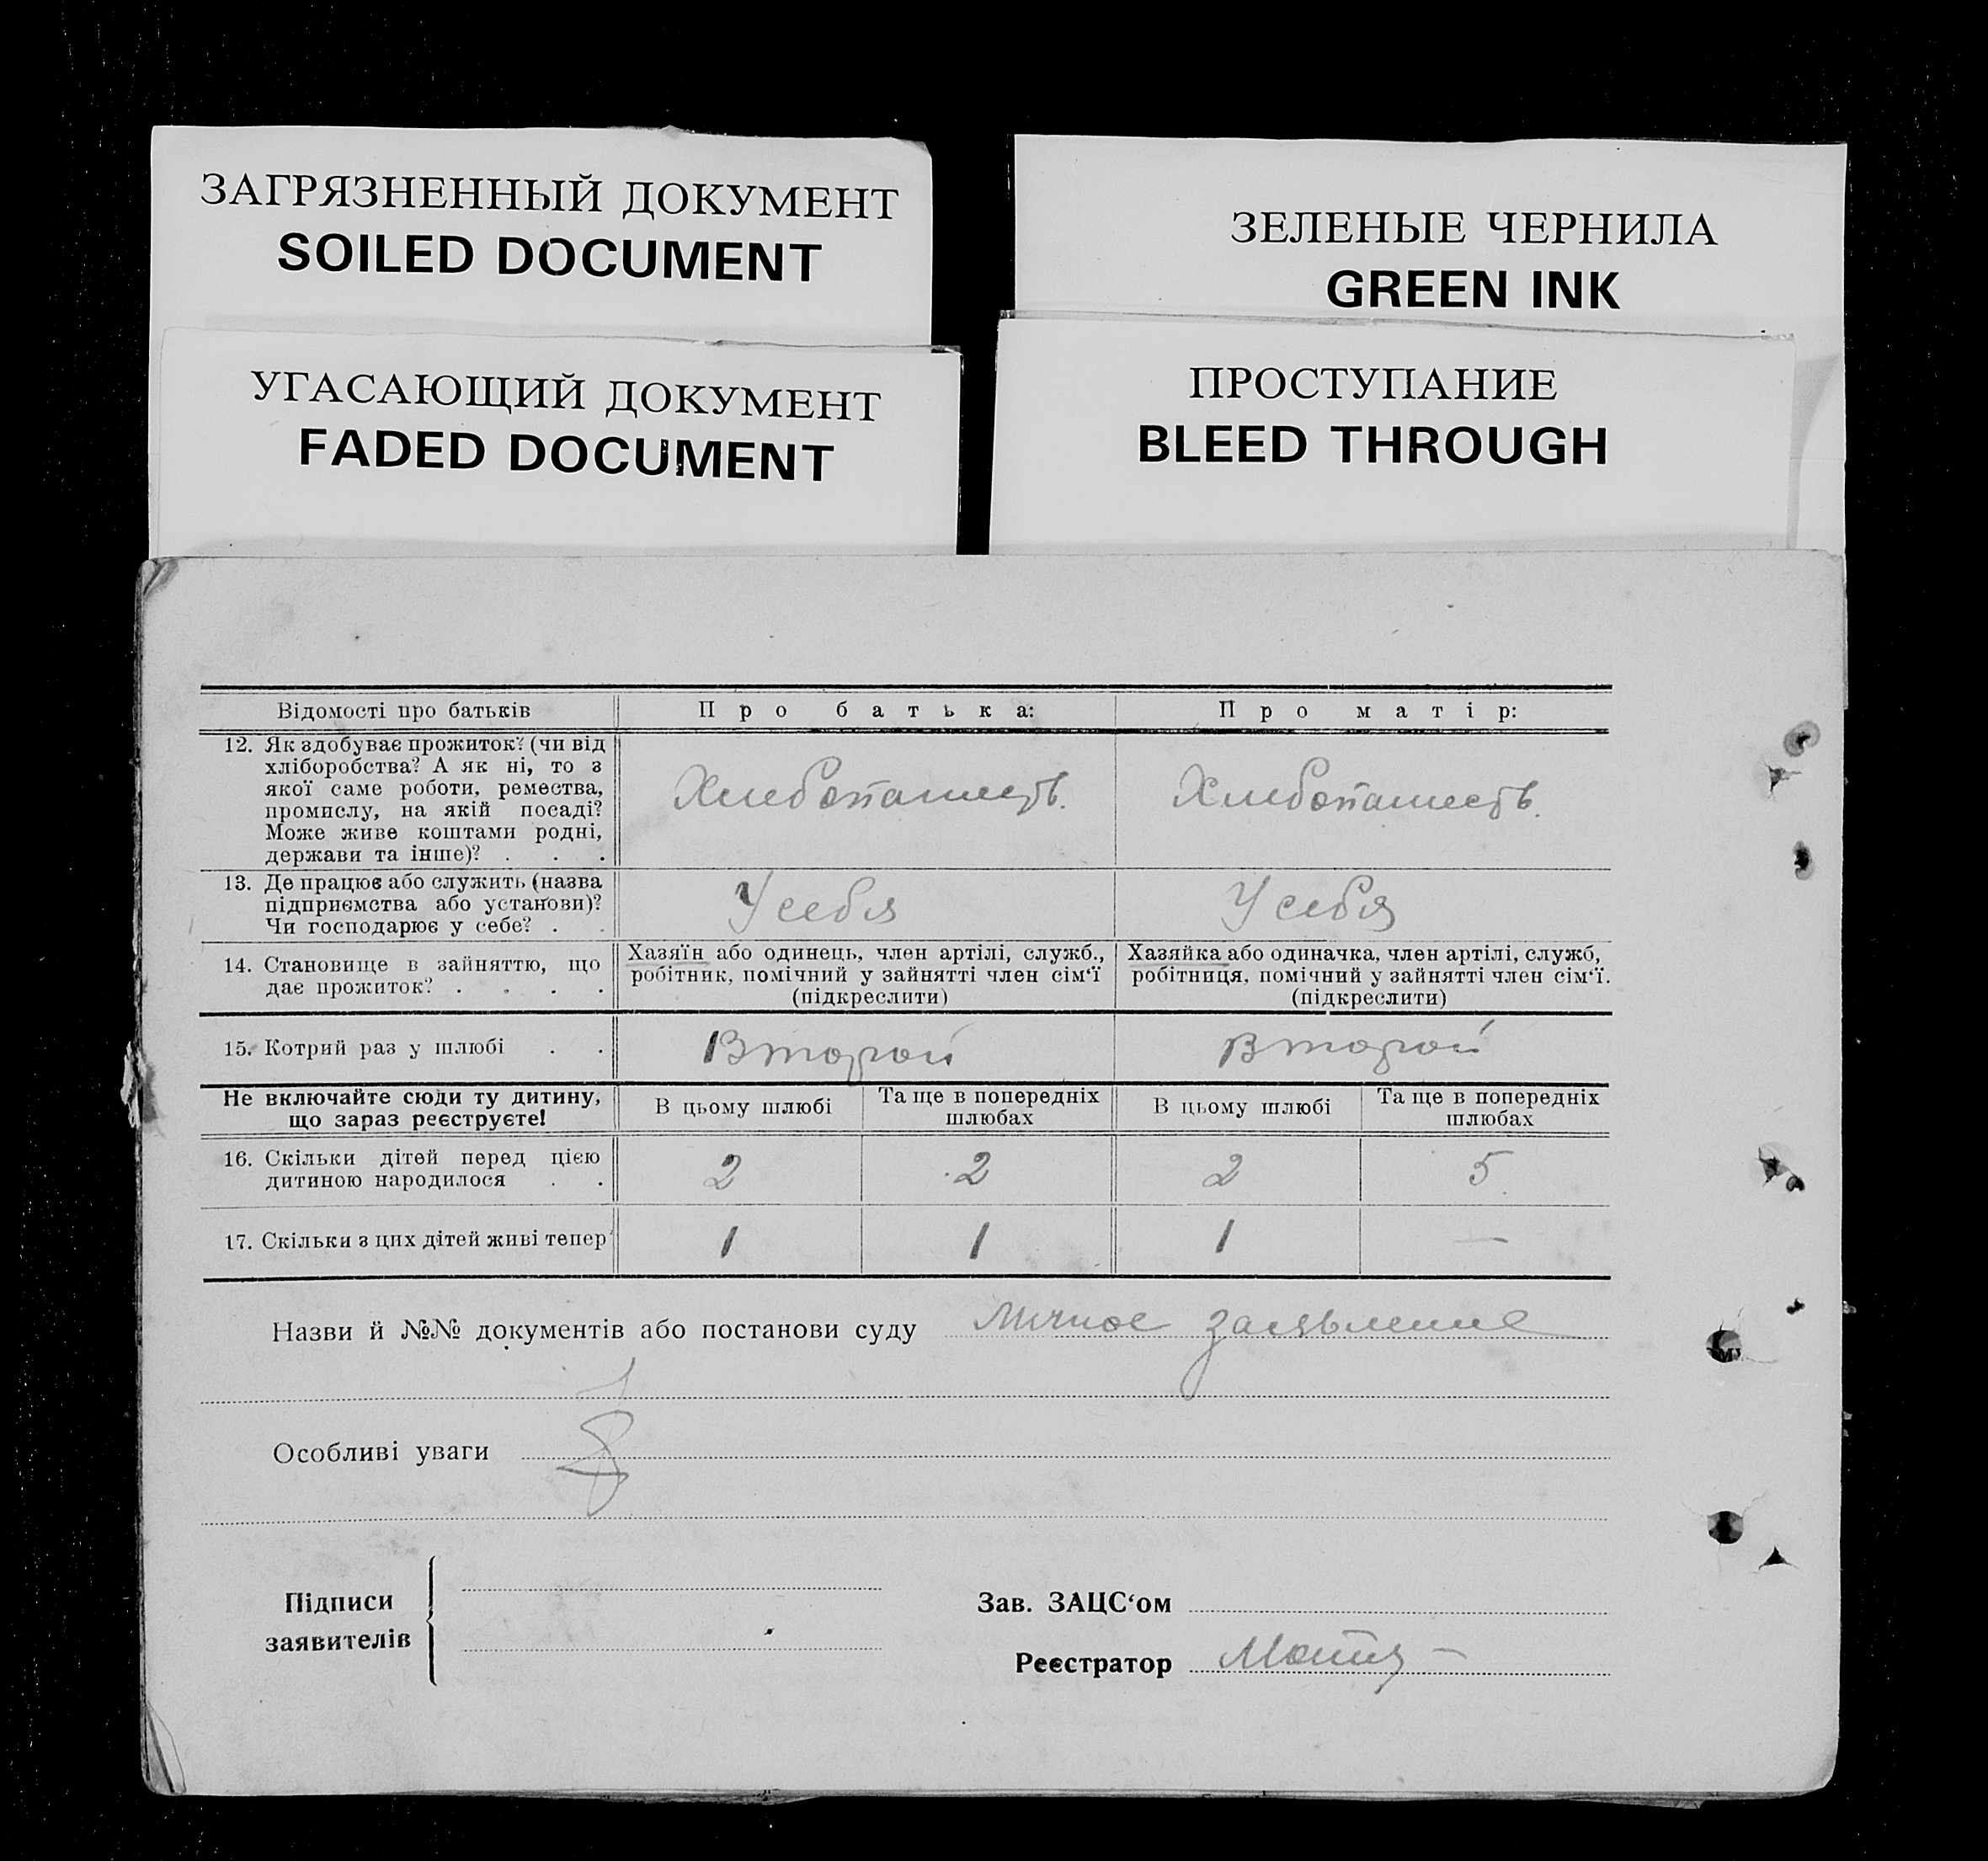 ЗАГРЯЗНЕННЫЙ ДОКУМЕНТ
SOILED DOCUMENT
ЗЕЛЕНЫЕ ЧЕРНИЛА
GREEN INK
УГАСАЮЩИЙ ДОКУМЕНТ
FADED DOCUMENT
ПРОСТУПАНИЕ
BLEED THROUGH
Відомості про батьків Про батька: Про матір:
12. Як здобуває прожиток? (чи від
хліборобства? А як ні, то з
якої саме роботи, ремества,
промислу, на якій посаді?
Може живе коштами родні,
держави та інше)? . . .
Хлебопашеств. Хлебопашеств.
13. Де працює або служить (назва
підприємства або установи)?
Чи господарює у себе? . .
У себя У себя
14. Становище в зайняттю, що
дає прожиток? . . . .
Хазяїн або одинець, член артілі, служб.,
робітник, помічний у зайнятті член сім‘ї
(підкреслити)
Хазяйка або одиначка, член артілі, служб,
робітниця, помічний у зайнятті член сім‘ї.
(підкреслити)
15. Котрий раз у шлюбі . . Второй Второй
Не включайте сюди ту дитину,
що зараз реєструєте!
В цьому шлюбі
Та ще в попередніх
шлюбах
В цьому шлюбі
Та ще в попередніх
шлюбах
16. Скільки дітей перед цією
дитиною народилося . .
2 2 2 5
17. Скільки з цих дітей живі тепер 1 1 1 —
Назви й №№ документів або постанови суду личное заявление
Особливі уваги
Підписи
заявителів
Зав. ЗАЦС‘ом
Реєстратор